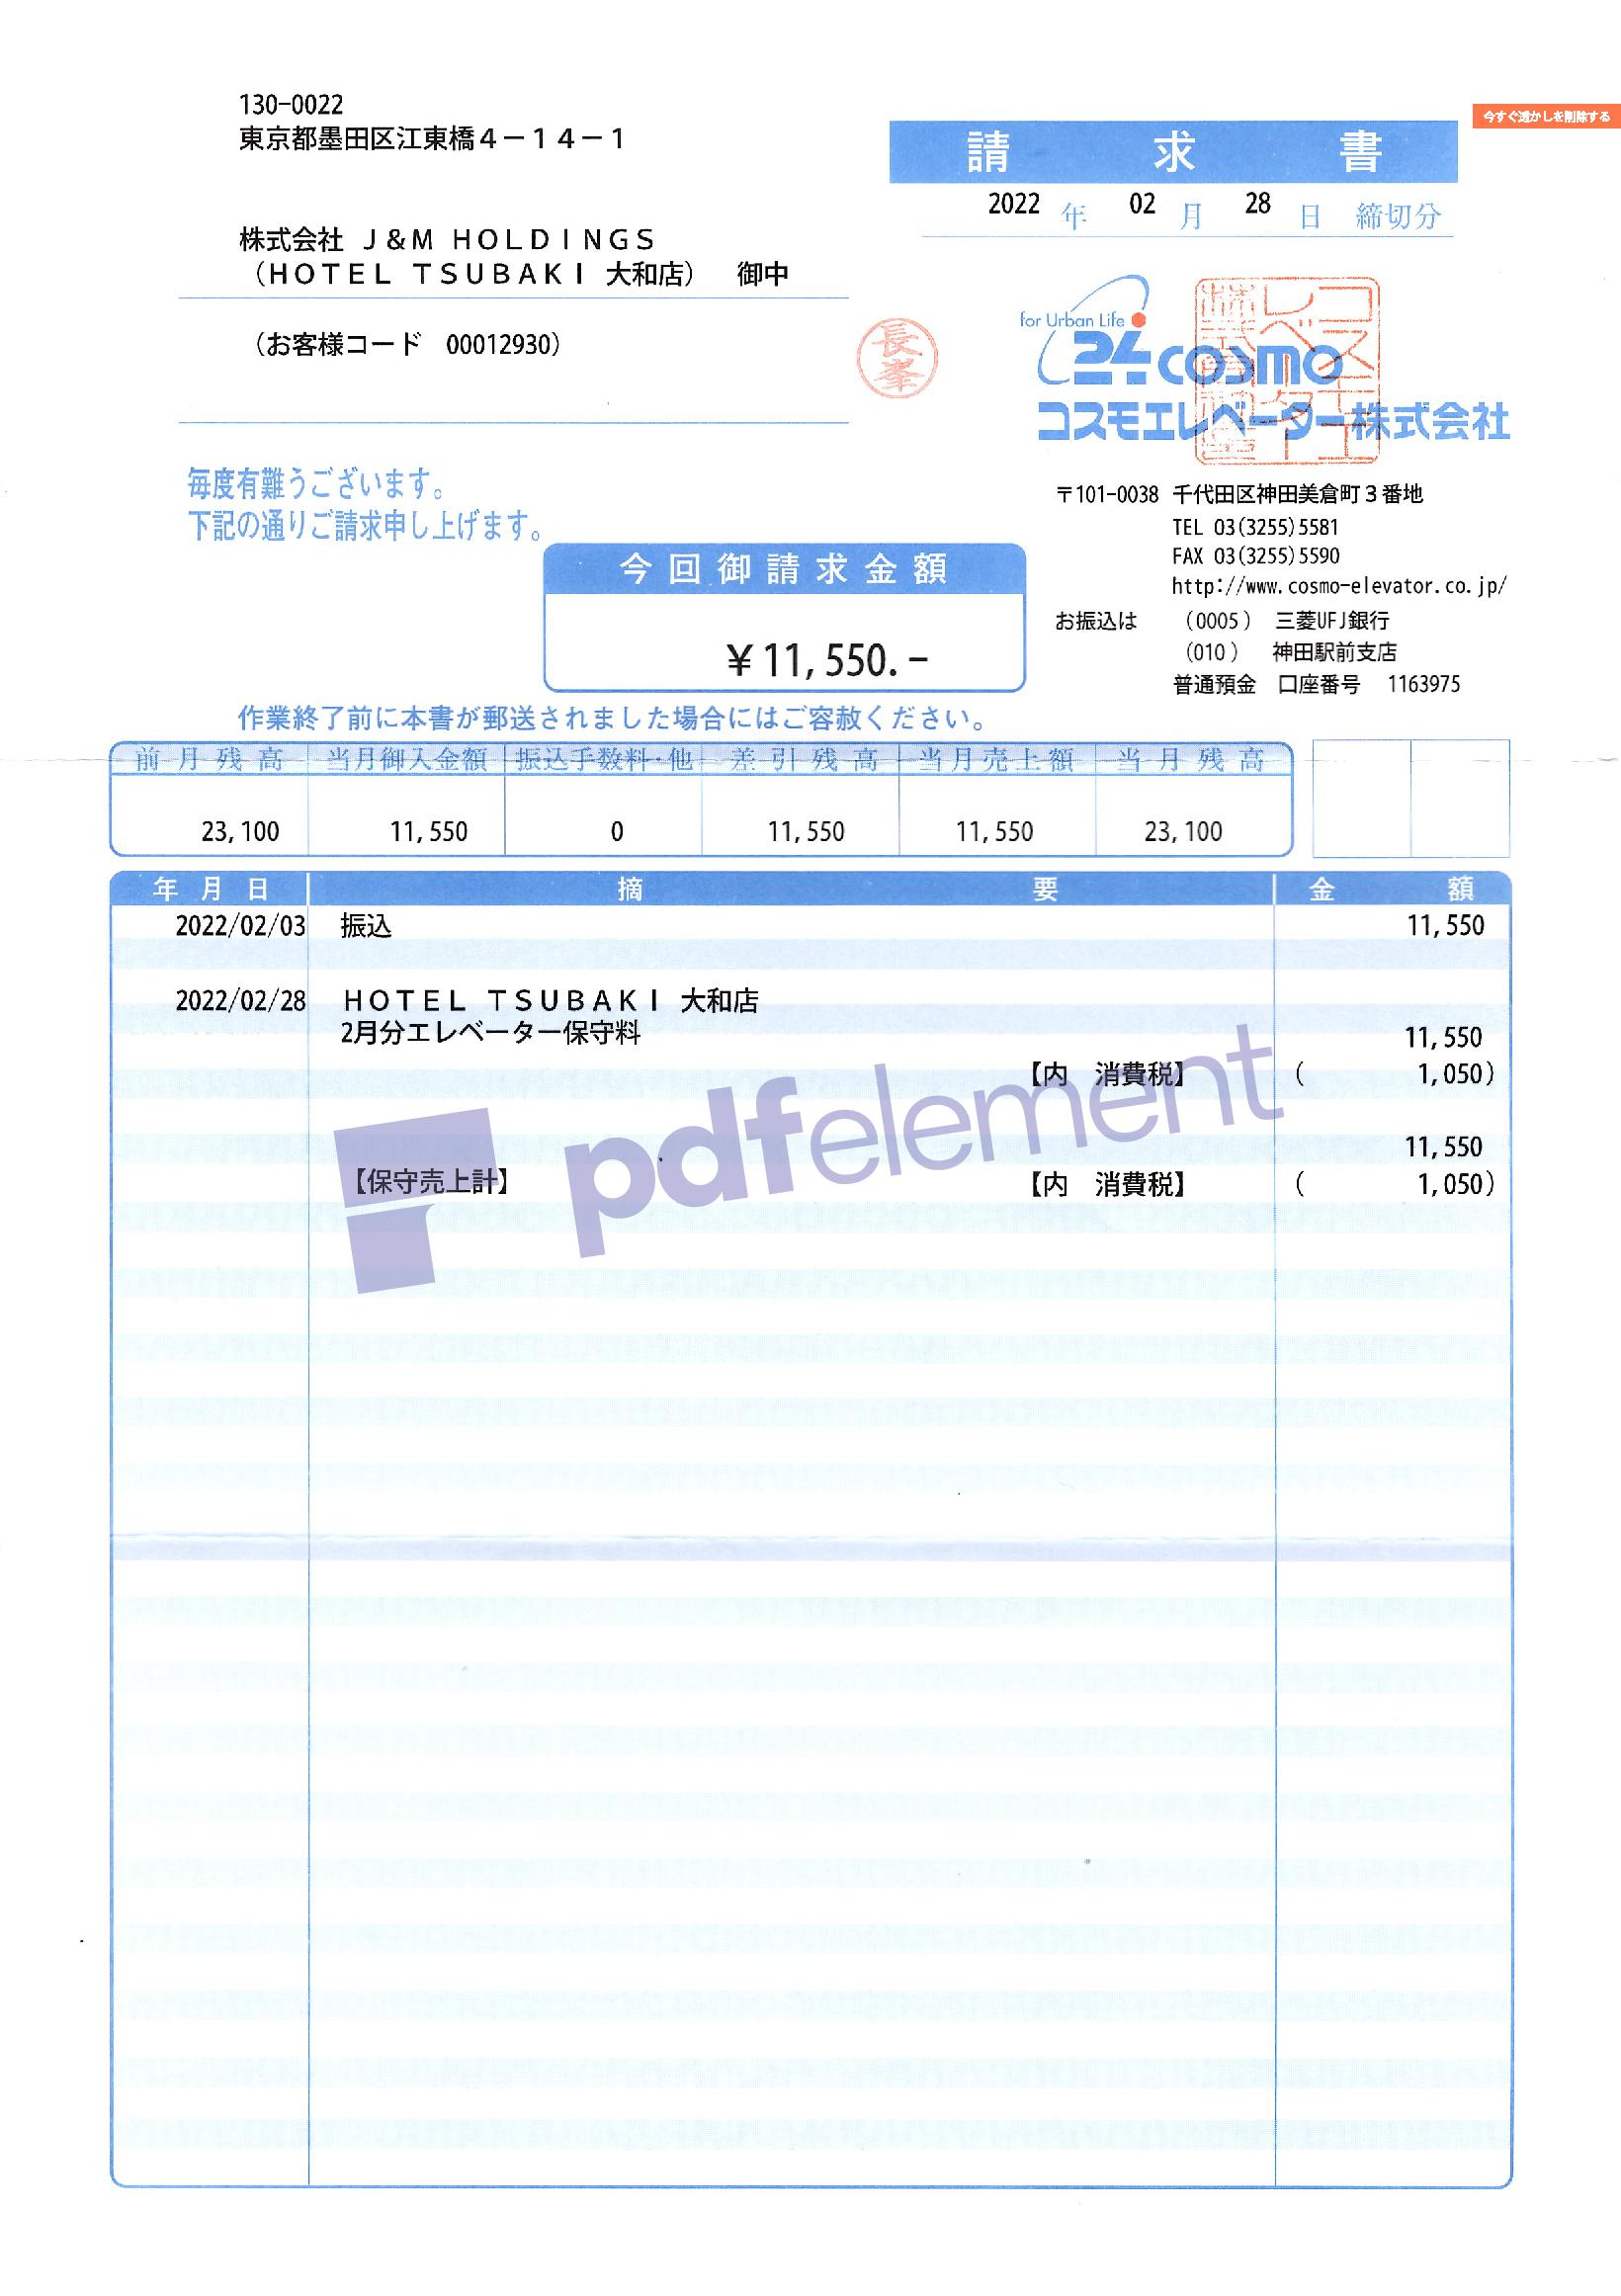 130-0022
東京都墨田区江東橋4-14-1
今すぐ透かしを削除する
請求書
2022 年 02 月 28 日 締切分
株式会社 J&M HOLDINGS
(HOTEL TSUBAKI 大和店) 御中
(お客様コード 00012930)
長峯
for Urban Life
24 cosmo
コスモエレベーター株式会社
毎度有難うございます。
下記の通りご請求申し上げます。
〒101-0038 千代田区神田美倉町3番地
TEL 03(3255)5581
FAX 03(3255)5590
http://www.cosmo-elevator.co.jp/
お振込は (0005) 三菱UFJ銀行
(010) 神田駅前支店
普通預金 口座番号 1163975
今回御請求金額
¥11,550.-
作業終了前に本書が郵送されました場合にはご容赦ください。
前月残高 当月御入金額 振込手数料・他 差引残高 当月売上額 当月残高
23,100 11,550 0 11,550 11,550 23,100
年月日 摘要 金額
2022/02/03 振込 11,550
2022/02/28 HOTEL TSUBAKI 大和店
2月分エレベーター保守料 11,550
【内 消費税】 ( 1,050)
11,550
【保守売上計】 【内 消費税】 ( 1,050)
pdfelement